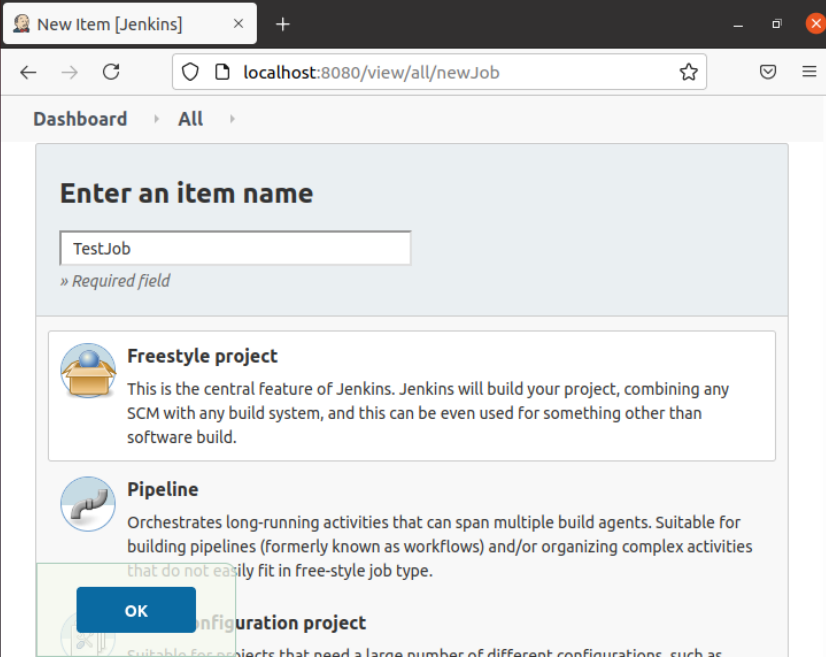 New Item [Jenkins]
localhost:8080/view/all/newJob
Dashboard All
Enter an item name
TestJob
» Required field
Freestyle project
This is the central feature of Jenkins. Jenkins will build your project, combining any
SCM with any build system, and this can be even used for something other than
software build.
Pipeline
Orchestrates long-running activities that can span multiple build agents. Suitable for
building pipelines (formerly known as workflows) and/or organizing complex activities
that do not easily fit in free-style job type.
OK
nfiguration project
Suitable for projects that need a large number of different configurations, such as